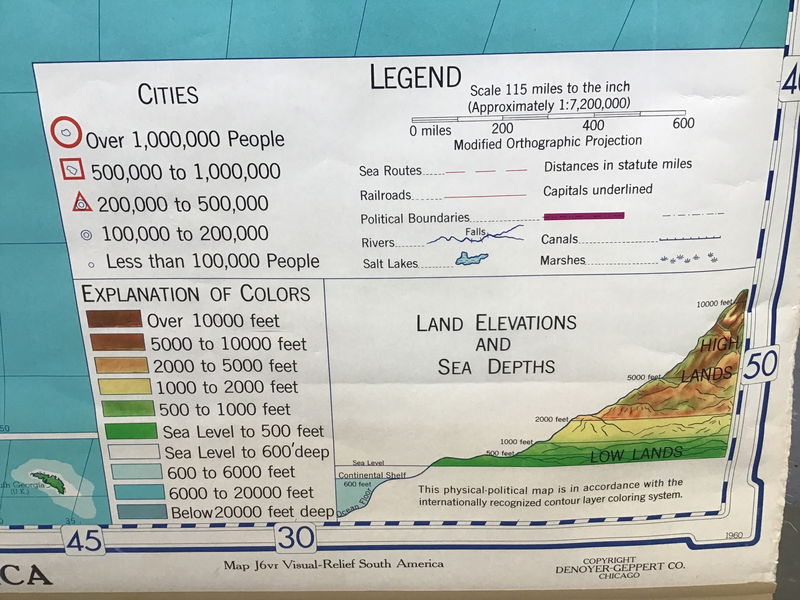 LEGEND
CITIES
Over 1,000,000 People
500,000 to 1,000,000
200,000 to 500,000
100,000 to 200,000
Less than 100,000 People
Scale 115 miles to the inch
(Approximately 1:7,200,000)
0 miles 200 400 600
Modified Orthographic Projection
Sea Routes
Railroads
Political Boundaries
Rivers
Falls
Salt Lakes
Distances in statute miles
Capitals underlined
Canals
Marshes
EXPLANATION OF COLORS
Over 10000 feet
5000 to 10000 feet
2000 to 5000 feet
1000 to 2000 feet
500 to 1000 feet
Sea Level to 500 feet
Sea Level to 600' deep
600 to 6000 feet
6000 to 20000 feet
Below 20000 feet deep
LAND ELEVATIONS
AND
SEA DEPTHS
10000 feet
HIGH
LANDS
5000 feet
2000 feet
1000 feet
500 feet
LOW LANDS
Sea Level
Continental Shelf
600 feet
Ocean Floor
This physical-political map is in accordance with the
internationally recognized contour layer coloring system.
40
50
50
Georgia
(U.K.)
35
45
30
1960
CA
Map J6vr Visual-Relief South America
COPYRIGHT
DENOYER-GEPPERT CO.
CHICAGO